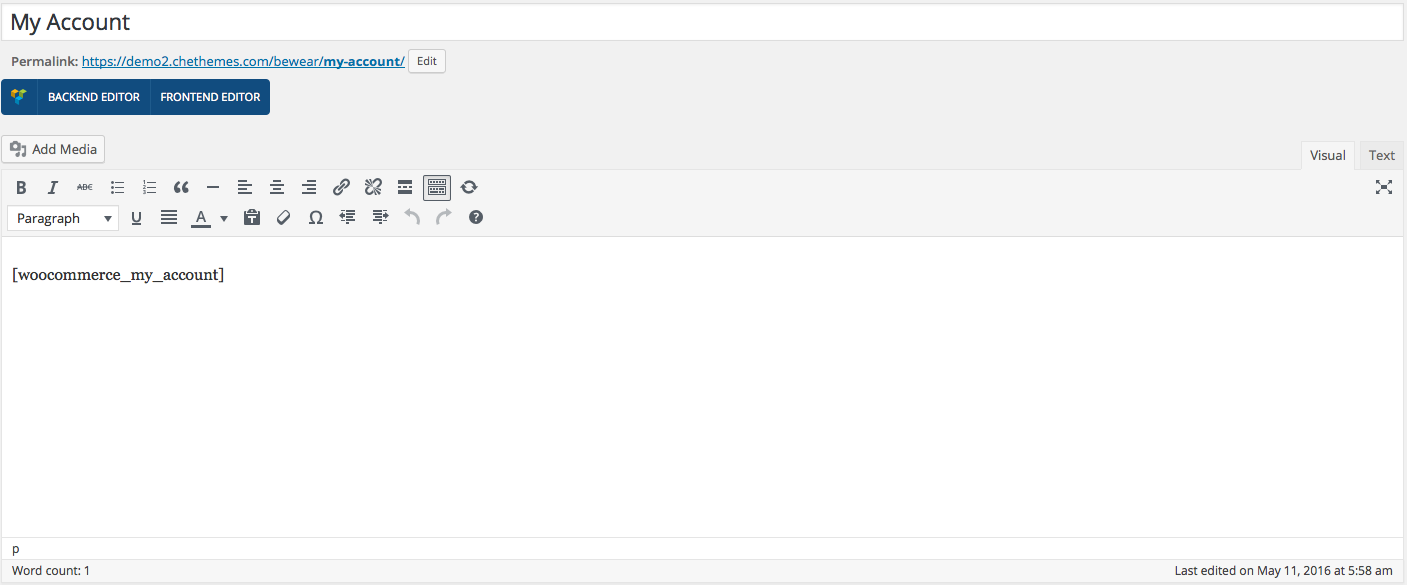 My Account
Permalink: https://demo2.chethemes.com/bewear/my-account/ Edit
BACKEND EDITOR FRONTEND EDITOR
Add Media
Visual Text
B I ABC
Paragraph U A
[woocommerce_my_account]
p
Word count: 1 Last edited on May 11, 2016 at 5:58 am